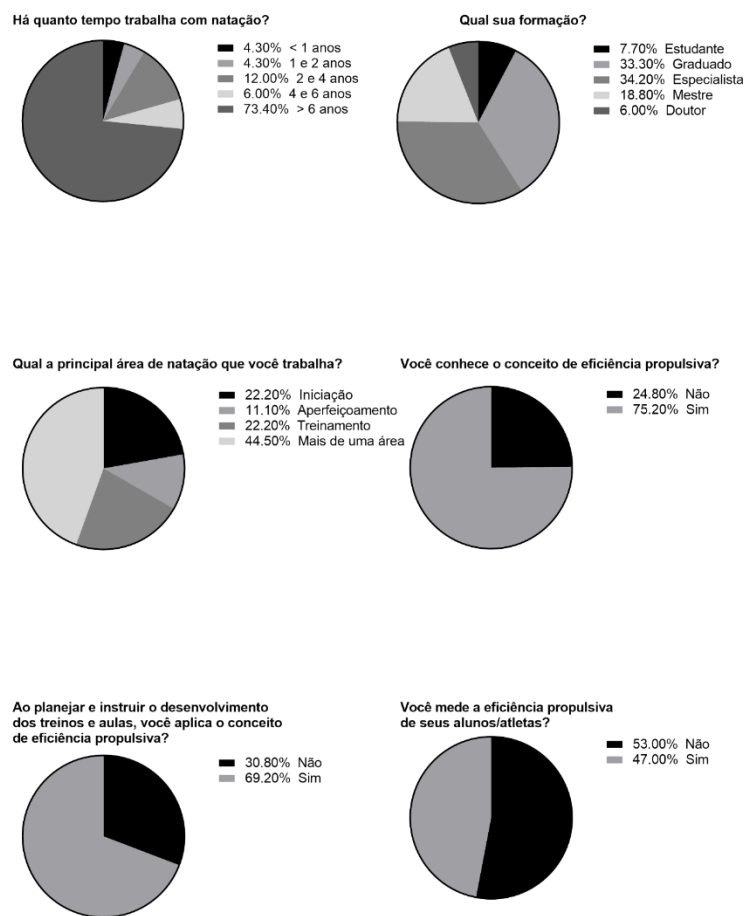 Há quanto tempo trabalha com natação?
4.30% < 1 anos
4.30% 1 e 2 anos
12.00% 2 e 4 anos
6.00% 4 e 6 anos
73.40% > 6 anos
Qual sua formação?
7.70% Estudante
33.30% Graduado
34.20% Especialista
18.80% Mestre
6.00% Doutor
Qual a principal área de natação que você trabalha?
22.20% Iniciação
11.10% Aperfeiçoamento
22.20% Treinamento
44.50% Mais de uma área
Você conhece o conceito de eficiência propulsiva?
24.80% Não
75.20% Sim
Ao planejar e instruir o desenvolvimento
dos treinos e aulas, você aplica o conceito
de eficiência propulsiva?
30.80% Não
69.20% Sim
Você mede a eficiência propulsiva
de seus alunos/atletas?
53.00% Não
47.00% Sim